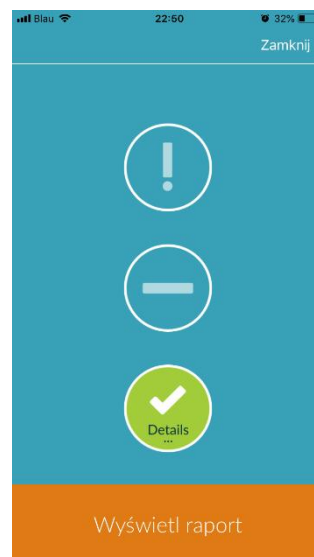 Blau 22:50 32%
Zamknij
Details
...
Wyświetl raport